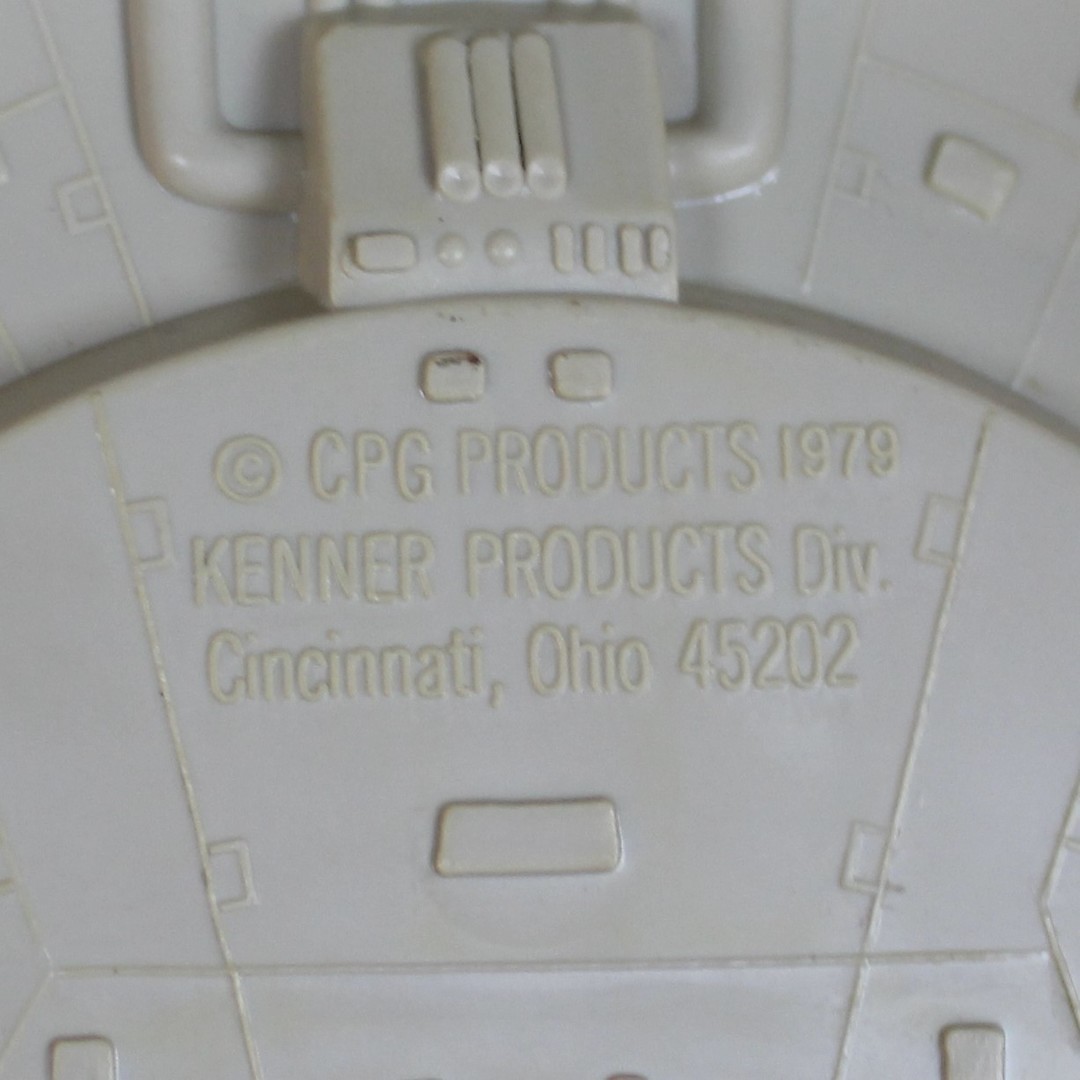 © CPG PRODUCTS 1979
KENNER PRODUCTS Div.
Cincinnati, Ohio 45202